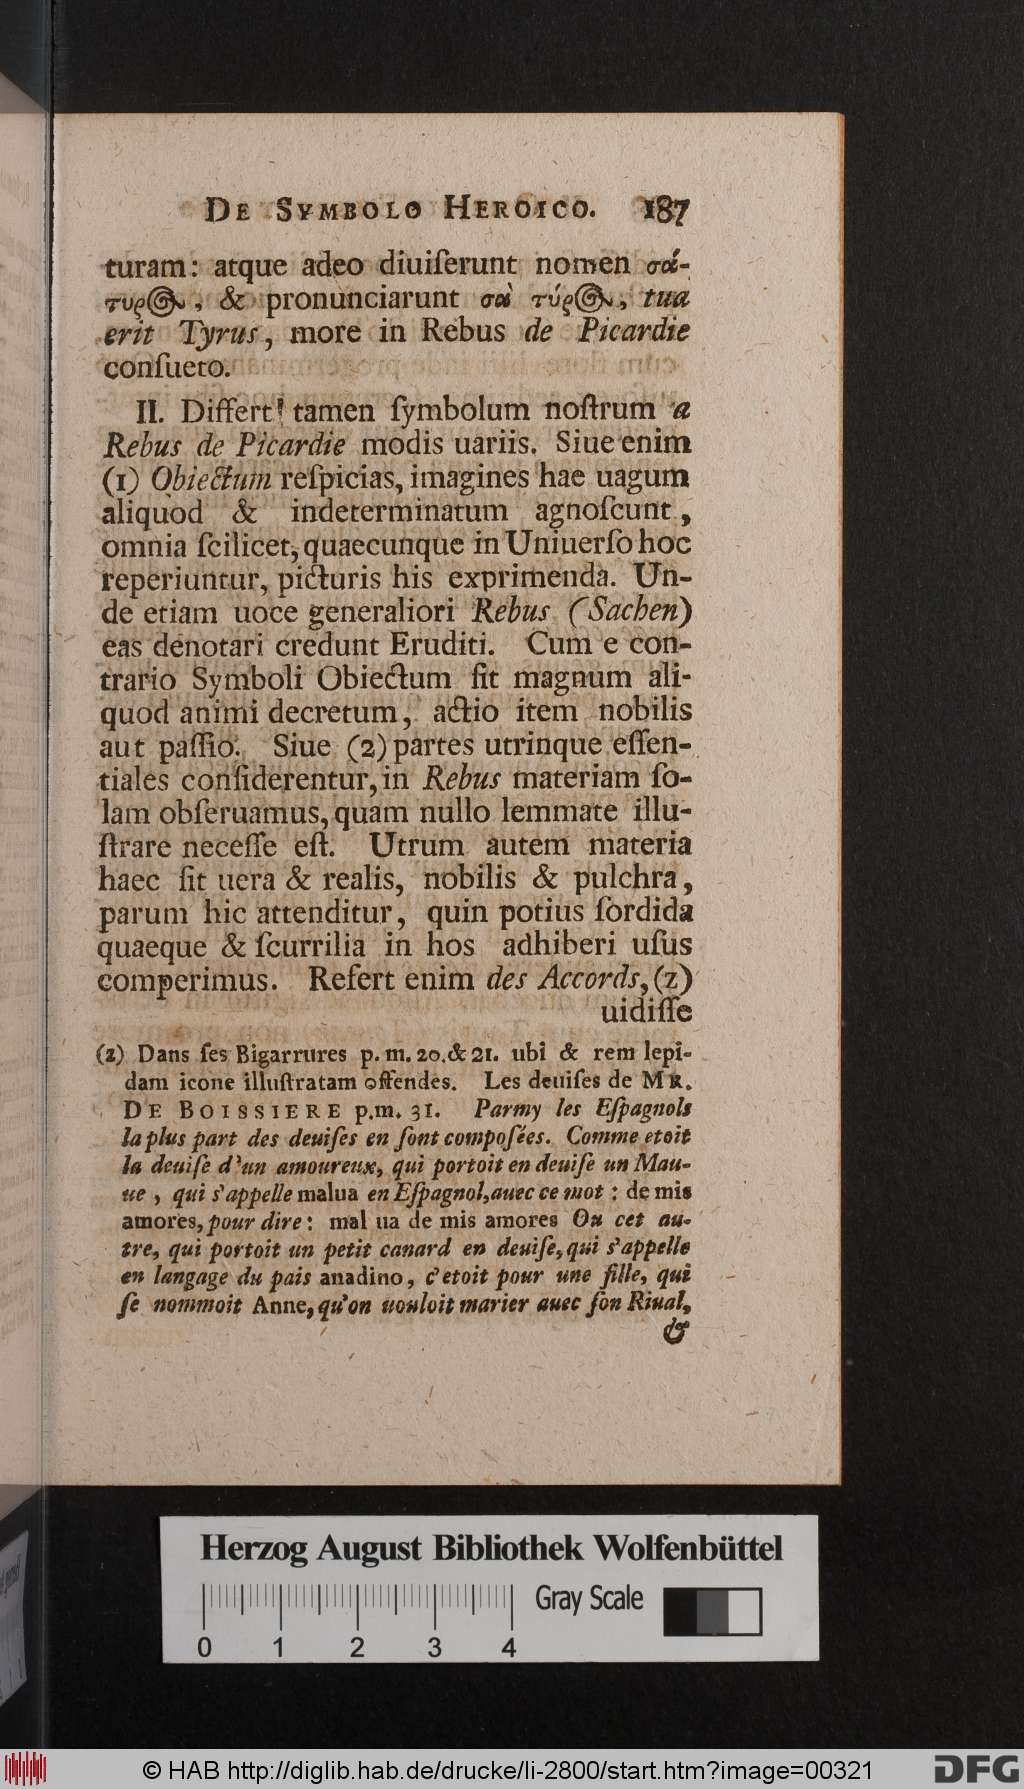 DE SYMBOLO HEROICO. 187
turam: atque adeo diuiſerunt nomen σά-
τυρος, & pronunciarunt σὰ τύρος, tua
erit Tyrus, more in Rebus de Picardie
conſueto.
II. Differt tamen ſymbolum noſtrum a
Rebus de Picardie modis uariis. Siue enim
(1) Obiectum reſpicias, imagines hae uagum
aliquod & indeterminatum agnoſcunt,
omnia ſcilicet, quaecunque in Uniuerſo hoc
reperiuntur, picturis his exprimenda. Un-
de etiam uoce generaliori Rebus (Sachen)
eas denotari credunt Eruditi. Cum e con-
trario Symboli Obiectum ſit magnum ali-
quod animi decretum, actio item nobilis
aut paſſio. Siue (2) partes utrinque eſſen-
tiales conſiderentur, in Rebus materiam ſo-
lam obſeruamus, quam nullo lemmate illu-
ſtrare neceſſe eſt. Utrum autem materia
haec ſit uera & realis, nobilis & pulchra,
parum hic attenditur, quin potius ſordida
quaeque & ſcurrilia in hos adhiberi uſus
comperimus. Refert enim des Accords, (z)
uidiſſe
(z) Dans ſes Bigarrures p. m. 20. & 21. ubi & rem lepi-
dam icone illuſtratam offendes. Les deuiſes de MR.
DE BOISSIERE p. m. 31. Parmy les Eſpagnols
la plus part des deuiſes en ſont compoſées. Comme etoit
la deuiſe d'un amoureux, qui portoit en deuiſe un Mau-
ue, qui s'appelle malua en Eſpagnol, auec ce mot: de mis
amores, pour dire: mal ua de mis amores Ou cet au-
tre, qui portoit un petit canard en deuiſe, qui s'appelle
en langage du pais anadino, c'etoit pour une fille, qui
ſe nommoit Anne, qu'on uouloit marier auec ſon Riual,
&
Herzog August Bibliothek Wolfenbüttel
Gray Scale
0 1 2 3 4
© HAB http://diglib.hab.de/drucke/li-2800/start.htm?image=00321
DFG